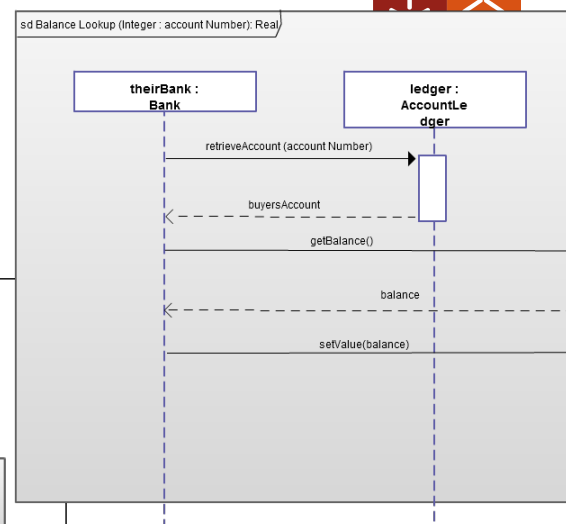 sd Balance Lookup (Integer : account Number): Real
theirBank :
Bank
ledger :
AccountLe
dger
retrieveAccount (account Number)
buyersAccount
getBalance()
balance
setValue(balance)